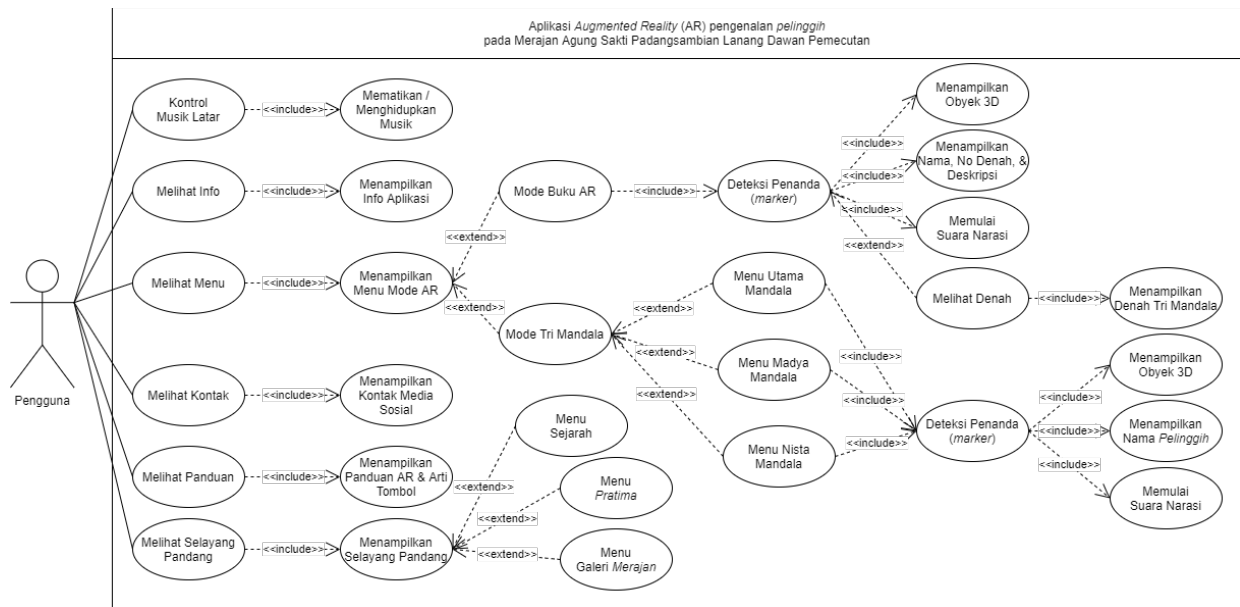 Aplikasi Augmented Reality (AR) pengenalan pelinggih
pada Merajan Agung Sakti Padangsambian Lanang Dawan Pemecutan
Pengguna
Kontrol
Musik Latar
<<include>>
Mematikan /
Menghidupkan
Musik
Melihat Info
<<include>>
Menampilkan
Info Aplikasi
Melihat Menu
<<include>>
Menampilkan
Menu Mode AR
<<extend>>
<<extend>>
Mode Buku AR
<<include>>
Deteksi Penanda
(marker)
<<include>>
<<include>>
<<include>>
<<extend>>
Menampilkan
Obyek 3D
Menampilkan
Nama, No Denah, &
Deskripsi
Memulai
Suara Narasi
Melihat Denah
<<include>>
Menampilkan
Denah Tri Mandala
Mode Tri Mandala
<<extend>>
<<extend>>
<<extend>>
Menu Utama
Mandala
Menu Madya
Mandala
Menu Nista
Mandala
<<include>>
<<include>>
<<include>>
Deteksi Penanda
(marker)
<<include>>
<<include>>
<<include>>
Menampilkan
Obyek 3D
Menampilkan
Nama Pelinggih
Memulai
Suara Narasi
Melihat Kontak
<<include>>
Menampilkan
Kontak Media
Sosial
Melihat Panduan
<<include>>
Menampilkan
Panduan AR & Arti
Tombol
Melihat Selayang
Pandang
<<include>>
Menampilkan
Selayang Pandang
<<extend>>
<<extend>>
<<extend>>
Menu
Sejarah
Menu
Pratima
Menu
Galeri Merajan